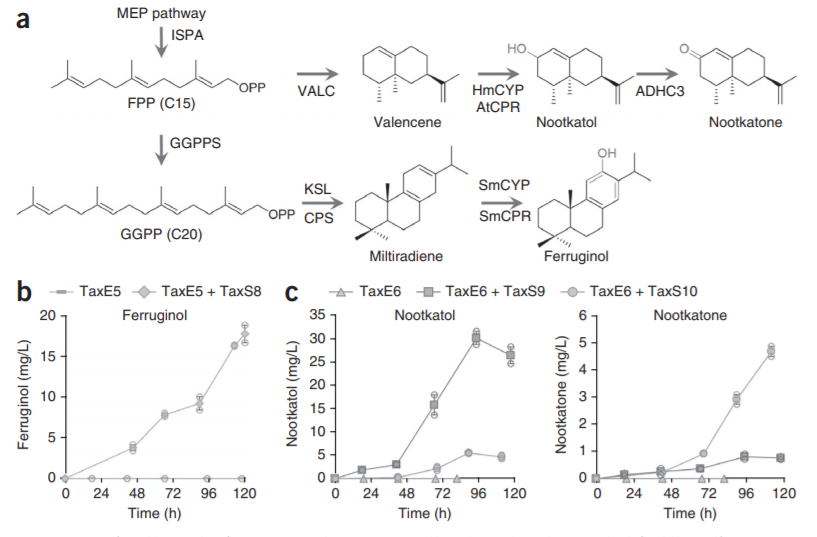 a
MEP pathway
ISPA
OPP
FPP (C15)
VALC
Valencene
HmCYP
AtCPR
HO
Nootkatol
ADHC3
O
Nootkatone
GGPPS
OPP
GGPP (C20)
KSL
CPS
Miltiradiene
SmCYP
SmCPR
OH
Ferruginol
b
TaxE5
TaxE5 + TaxS8
Ferruginol
Ferruginol (mg/L)
20
15
10
5
0
0 24 48 72 96 120
Time (h)
c
TaxE6
TaxE6 + TaxS9
TaxE6 + TaxS10
Nootkatol
Nootkatol (mg/L)
35
30
25
20
15
10
5
0
0 24 48 72 96 120
Time (h)
Nootkatone
Nootkatone (mg/L)
6
5
4
3
2
1
0
0 24 48 72 96 120
Time (h)